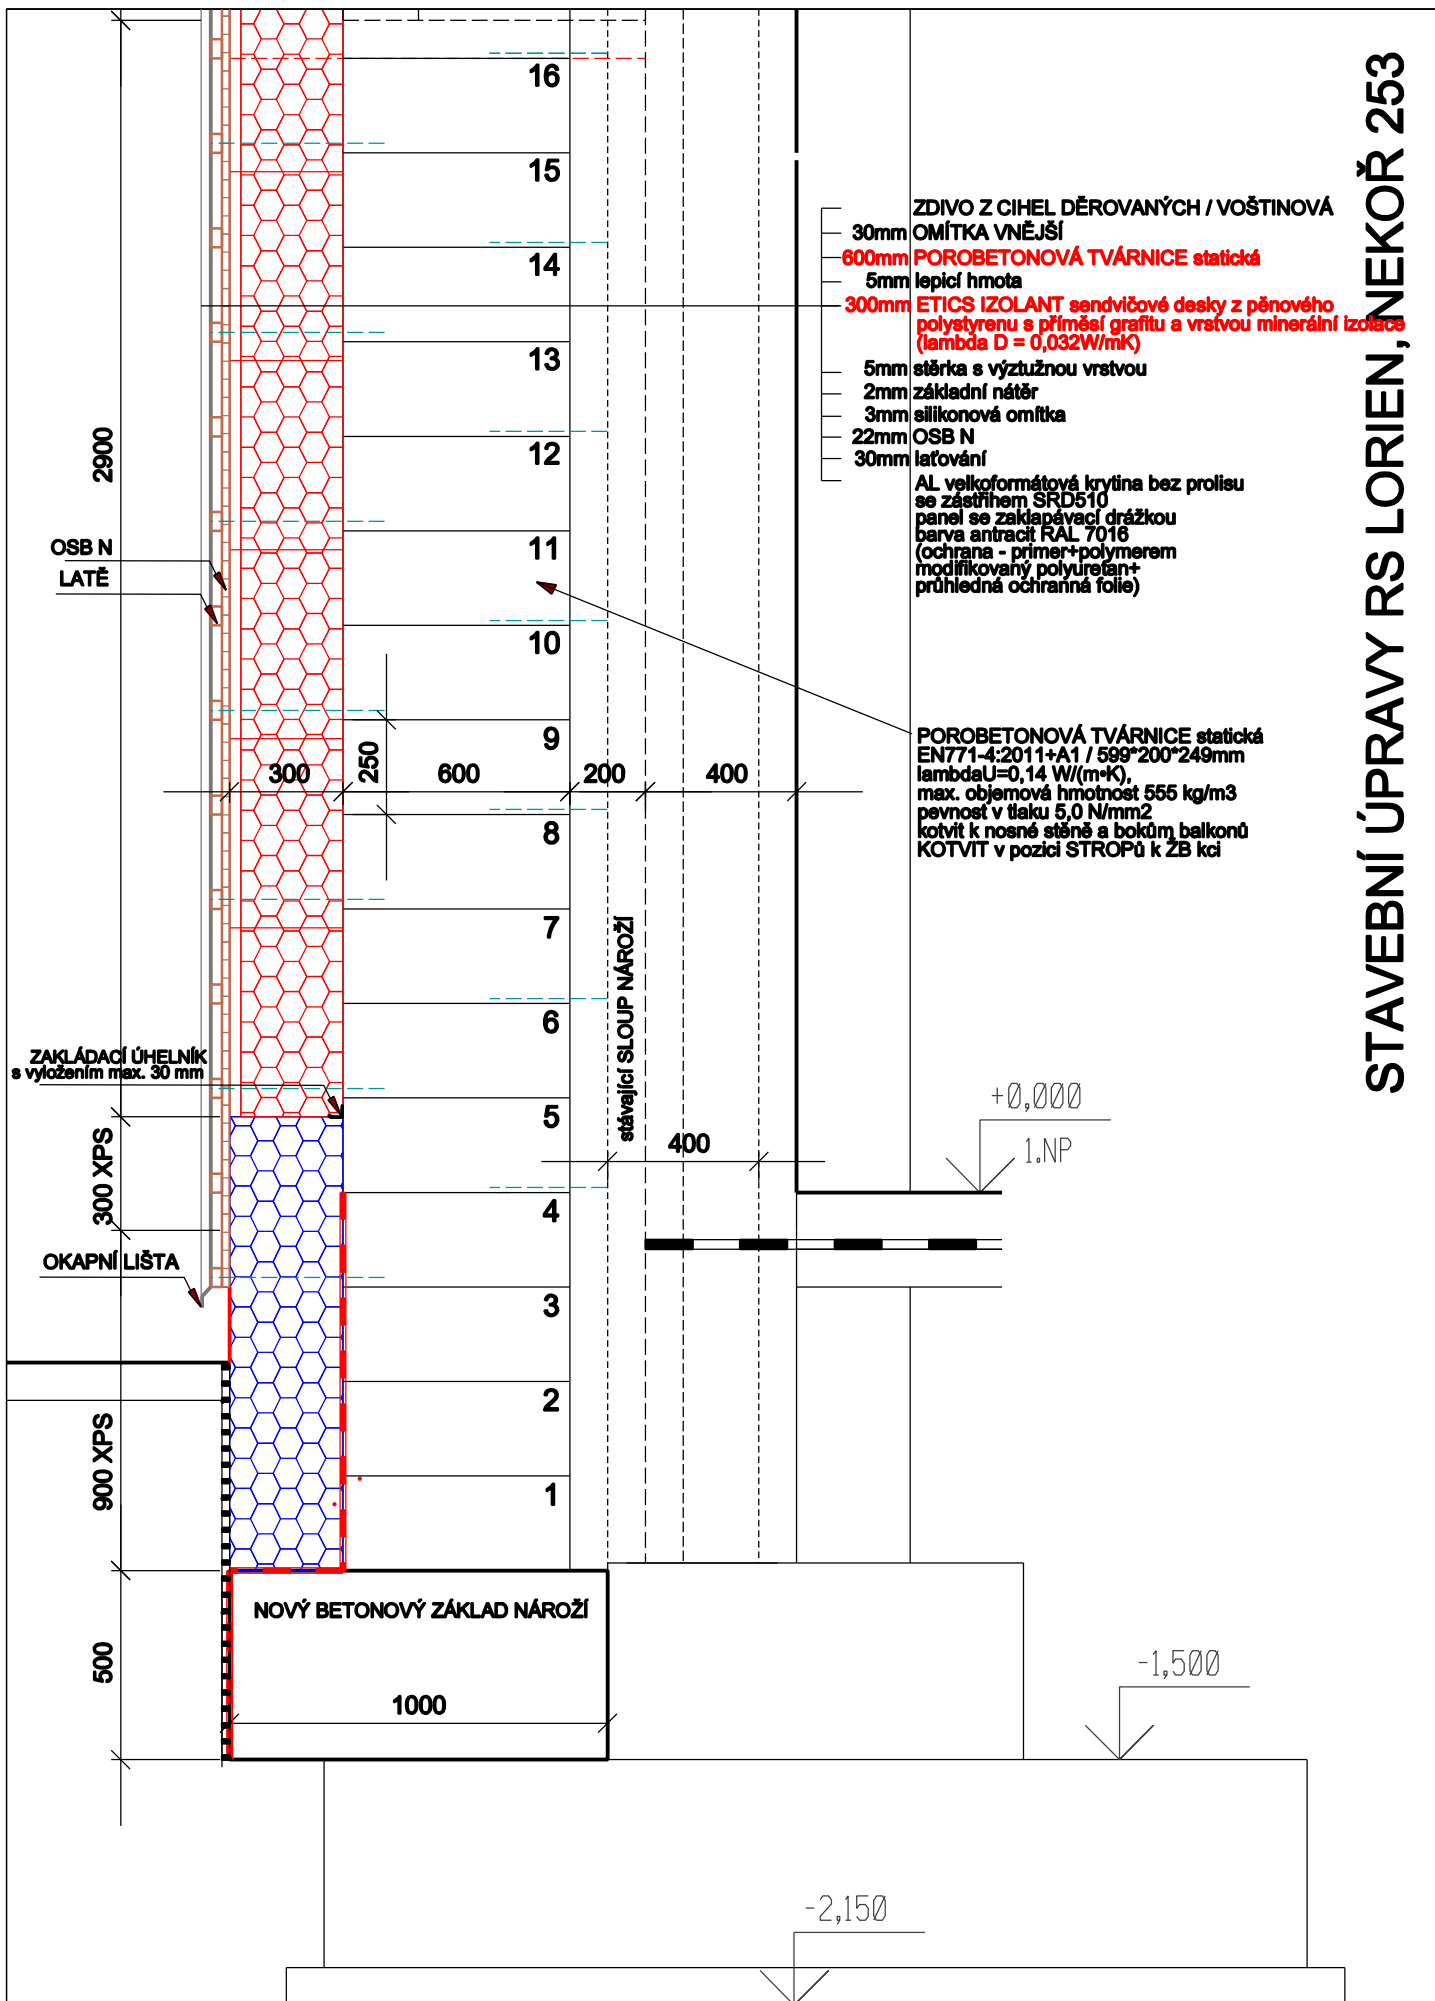 STAVEBNÍ ÚPRAVY RS LORIEN, NEKOŘ 253
16
15
14
13
12
11
10
9
8
7
6
5
4
3
2
1
ZDIVO Z CIHEL DĚROVANÝCH / VOŠTINOVÁ
30mm OMÍTKA VNĚJŠÍ
600mm POROBETONOVÁ TVÁRNICE statická
5mm lepicí hmota
300mm ETICS IZOLANT sendvičové desky z pěnového
polystyrenu s příměsí grafitu a vrstvou minerální izolace
(lambda D = 0,032W/mK)
5mm stěrka s výztužnou vrstvou
2mm základní nátěr
3mm silikonová omítka
22mm OSB N
30mm laťování
AL velkoformátová krytina bez prolisu
se zástřihem SRD510
panel se zaklapávací drážkou
barva antracit RAL 7016
(ochrana - primer+polymerem
modifikovaný polyuretan+
průhledná ochranná folie)
POROBETONOVÁ TVÁRNICE statická
EN771-4:2011+A1 / 599*200*249mm
lambdaU=0,14 W/(m•K),
max. objemová hmotnost 555 kg/m3
pevnost v tlaku 5,0 N/mm2
kotvit k nosné stěně a bokům balkonů
KOTVIT v pozici STROPů k ŽB kci
2900
OSB N
LATĚ
300
250
600
200
400
stávající SLOUP NÁROŽÍ
ZAKLÁDACÍ ÚHELNÍK
s vyložením max. 30 mm
300 XPS
400
+0,000
1.NP
OKAPNÍ LIŠTA
900 XPS
NOVÝ BETONOVÝ ZÁKLAD NÁROŽÍ
500
1000
-1,500
-2,150